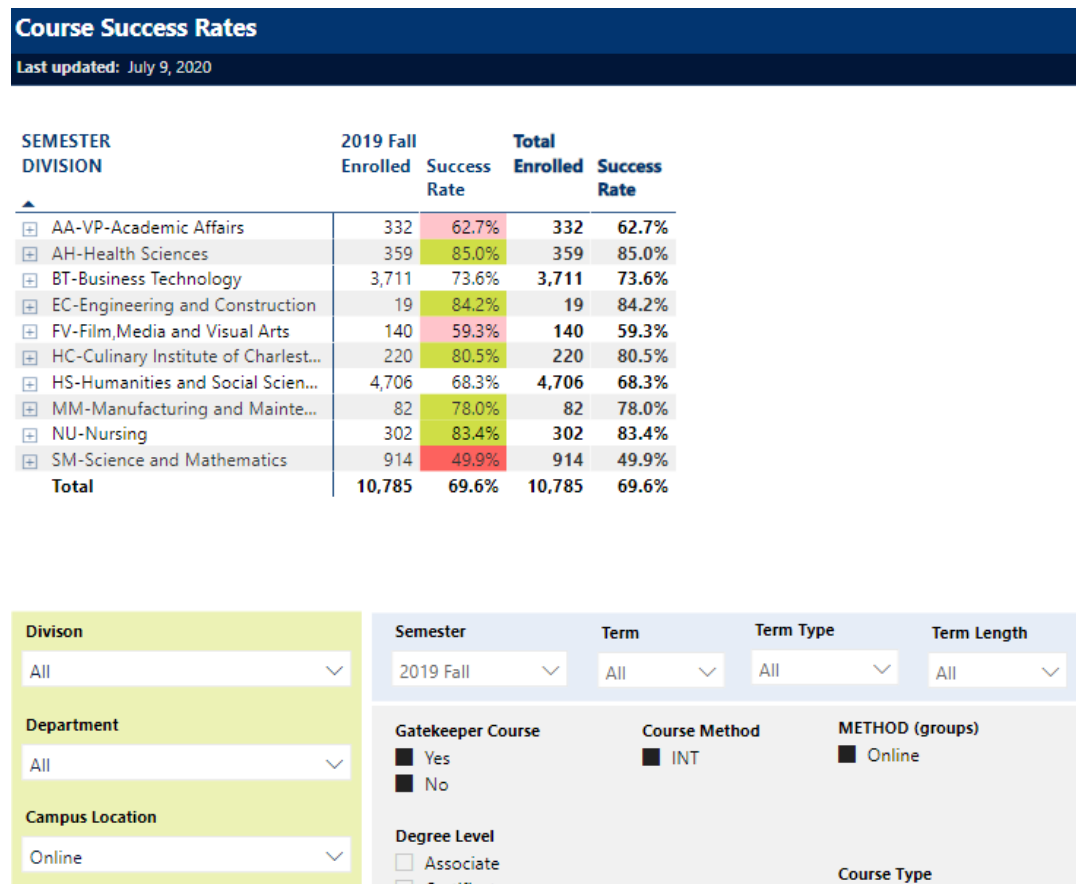 Course Success Rates
Last updated: July 9, 2020
SEMESTER 2019 Fall Total
DIVISION Enrolled Success Rate Enrolled Success Rate
AA-VP-Academic Affairs 332 62.7% 332 62.7%
AH-Health Sciences 359 85.0% 359 85.0%
BT-Business Technology 3,711 73.6% 3,711 73.6%
EC-Engineering and Construction 19 84.2% 19 84.2%
FV-Film,Media and Visual Arts 140 59.3% 140 59.3%
HC-Culinary Institute of Charlest... 220 80.5% 220 80.5%
HS-Humanities and Social Scien... 4,706 68.3% 4,706 68.3%
MM-Manufacturing and Mainte... 82 78.0% 82 78.0%
NU-Nursing 302 83.4% 302 83.4%
SM-Science and Mathematics 914 49.9% 914 49.9%
Total 10,785 69.6% 10,785 69.6%
Divison
All
Department
All
Campus Location
Online
Semester Term Term Type Term Length
2019 Fall All All All
Gatekeeper Course Course Method METHOD (groups)
Yes INT Online
No
Degree Level
Associate
Course Type